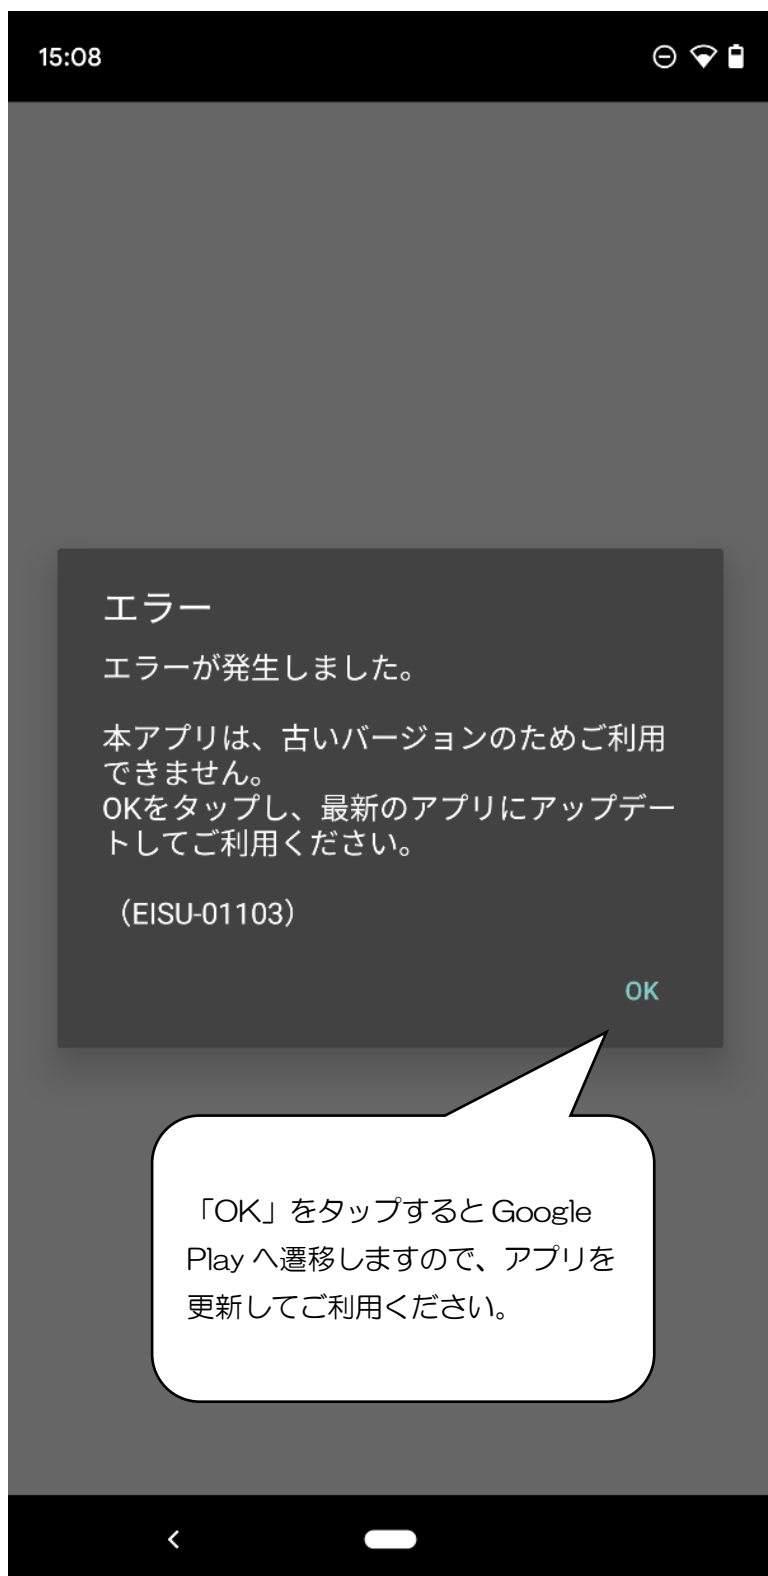 15:08
エラー
エラーが発生しました。
本アプリは、古いバージョンのためご利用
できません。
OKをタップし、最新のアプリにアップデー
トしてご利用ください。
（EISU-01103）
OK
「OK」をタップすると Google
Play へ遷移しますので、アプリを
更新してご利用ください。